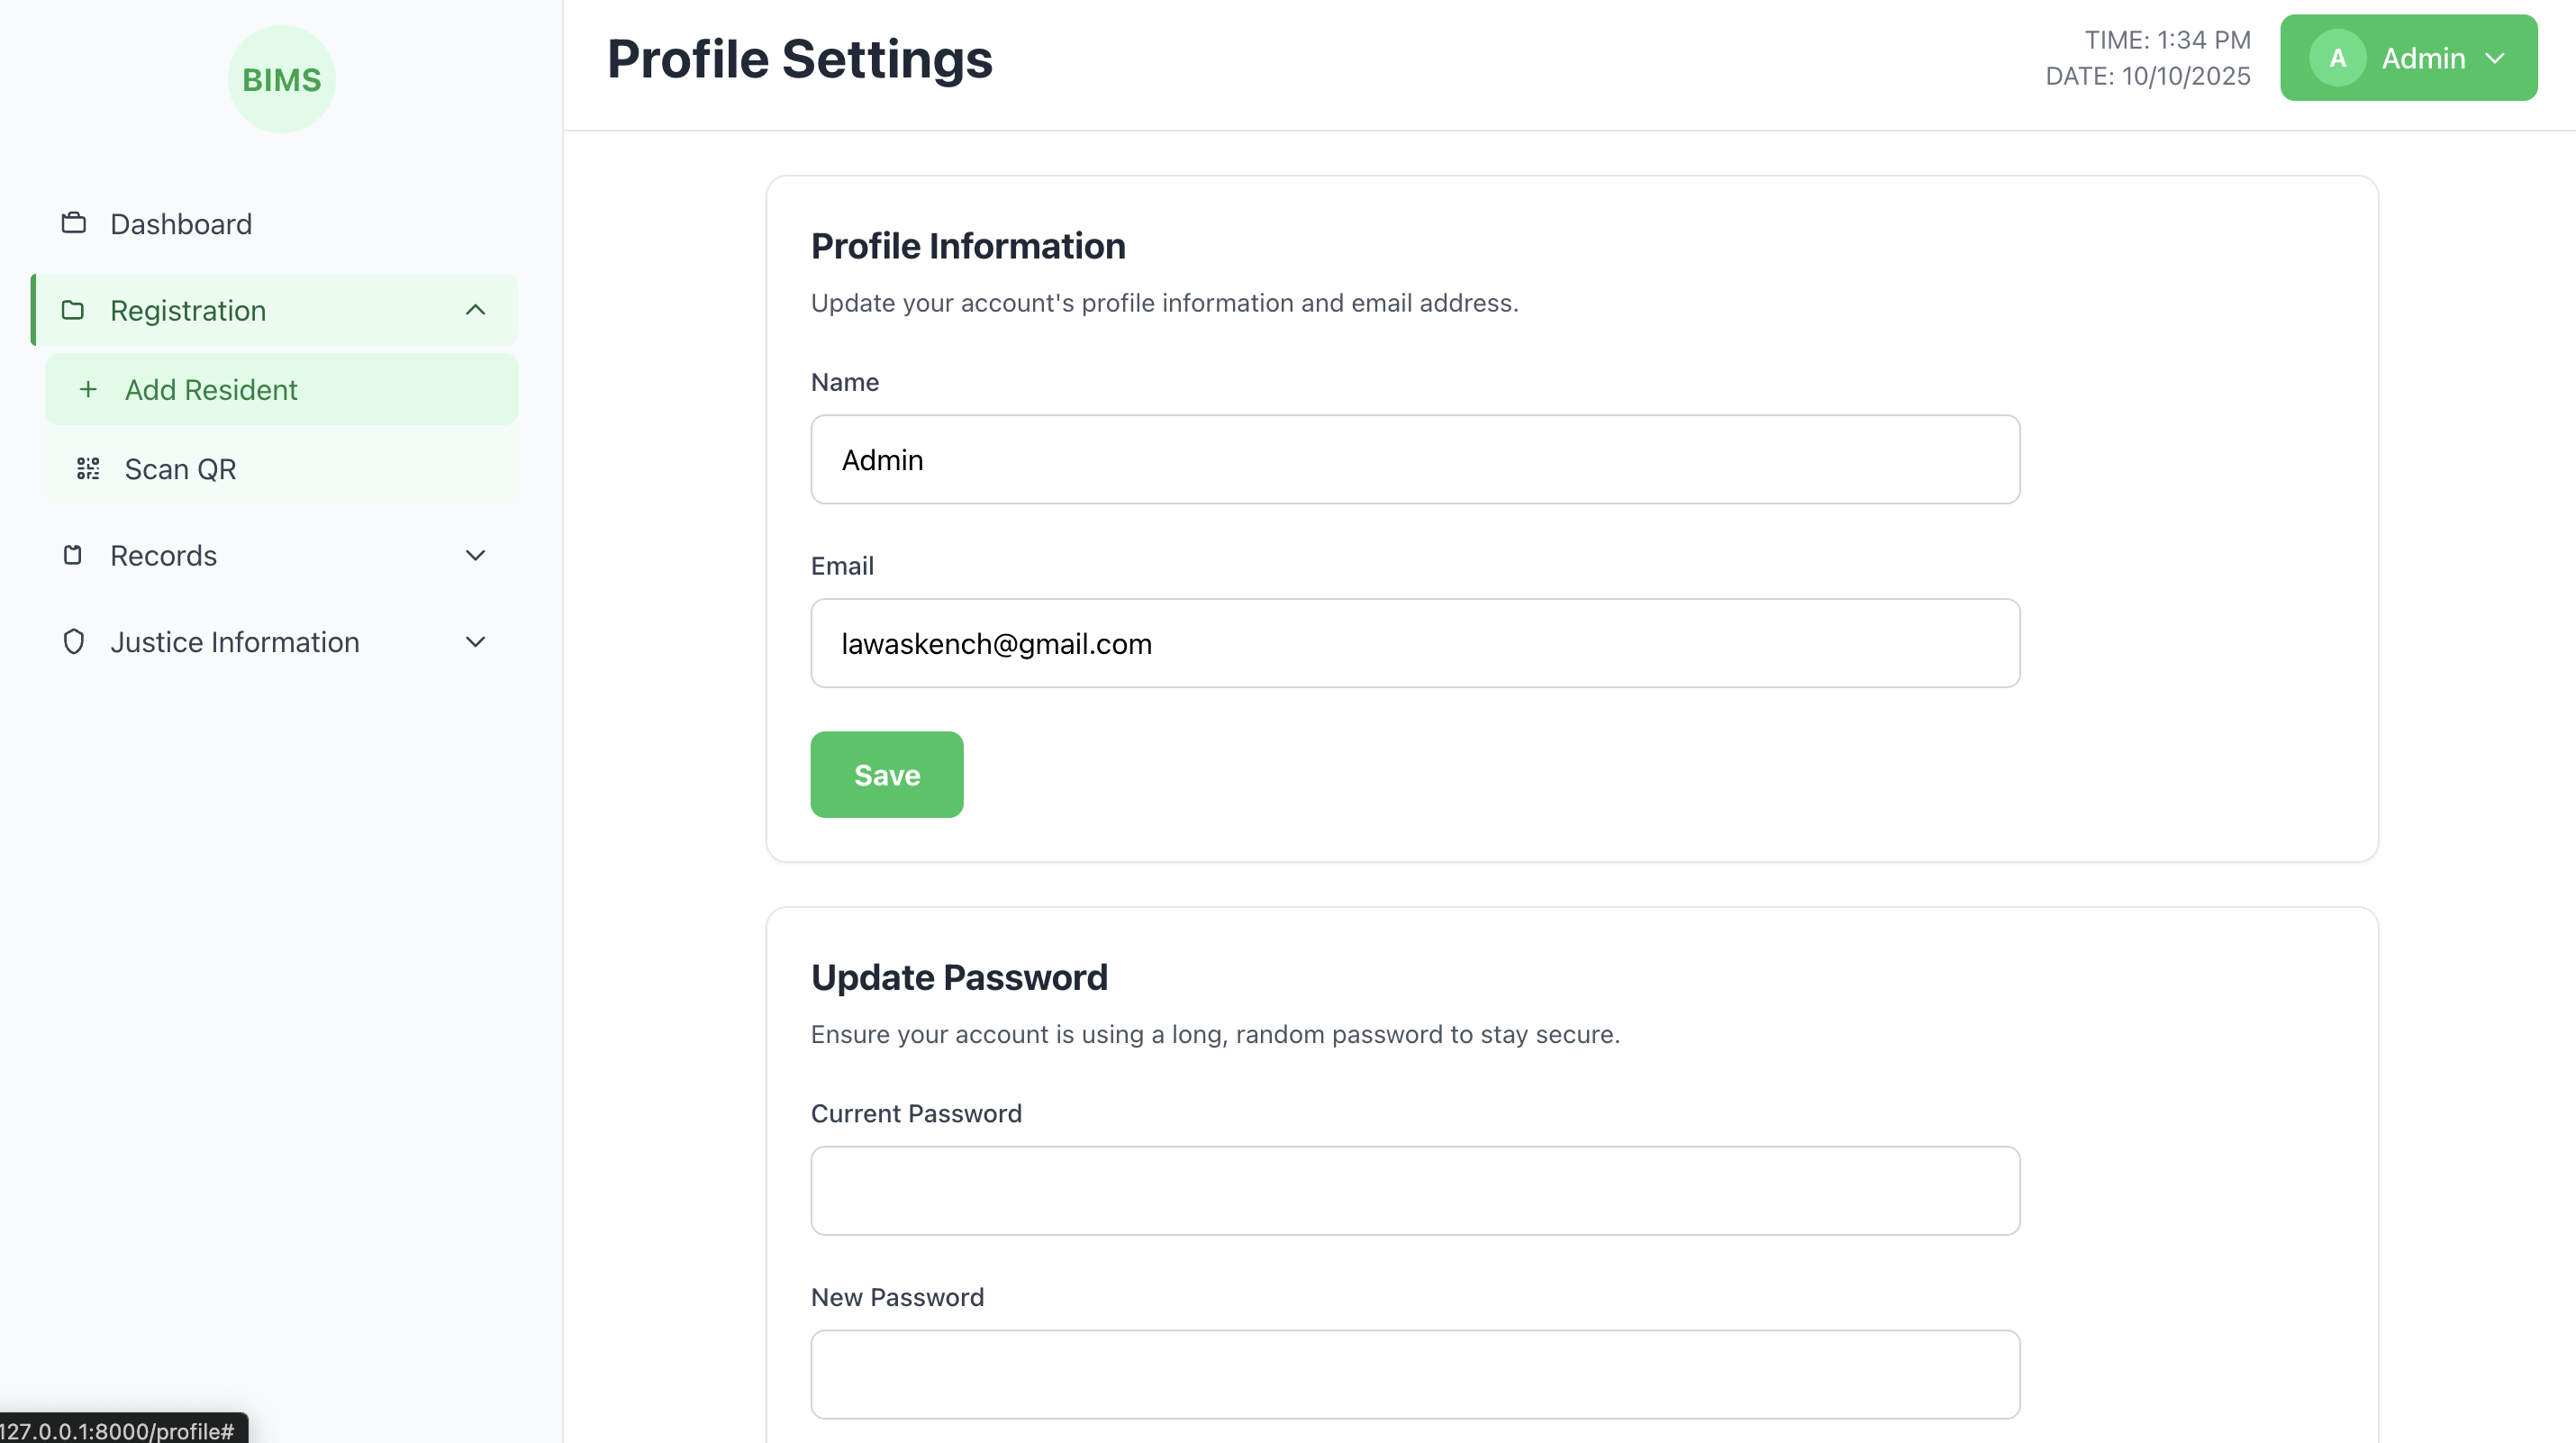 BIMS
Dashboard
Registration
Add Resident
Scan QR
Records
Justice Information
Profile Settings
TIME: 1:34 PM
DATE: 10/10/2025
A
Admin
Profile Information
Update your account's profile information and email address.
Name
Admin
Email
lawaskench@gmail.com
Save
Update Password
Ensure your account is using a long, random password to stay secure.
Current Password
New Password
127.0.0.1:8000/profile#